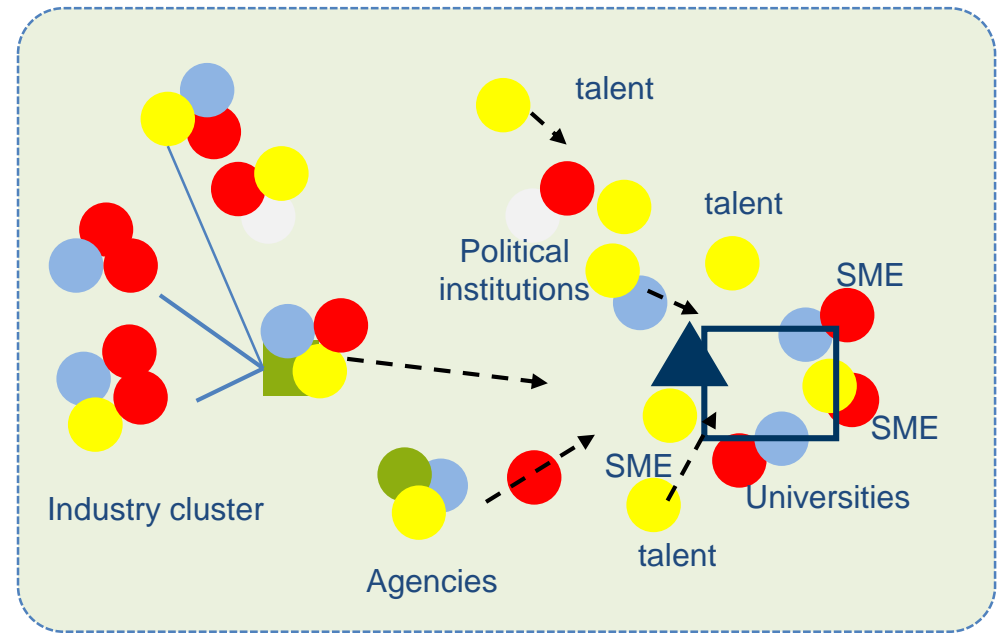 talent
talent
Political
institutions
SME
SME
SME
Universities
Industry cluster
talent
Agencies